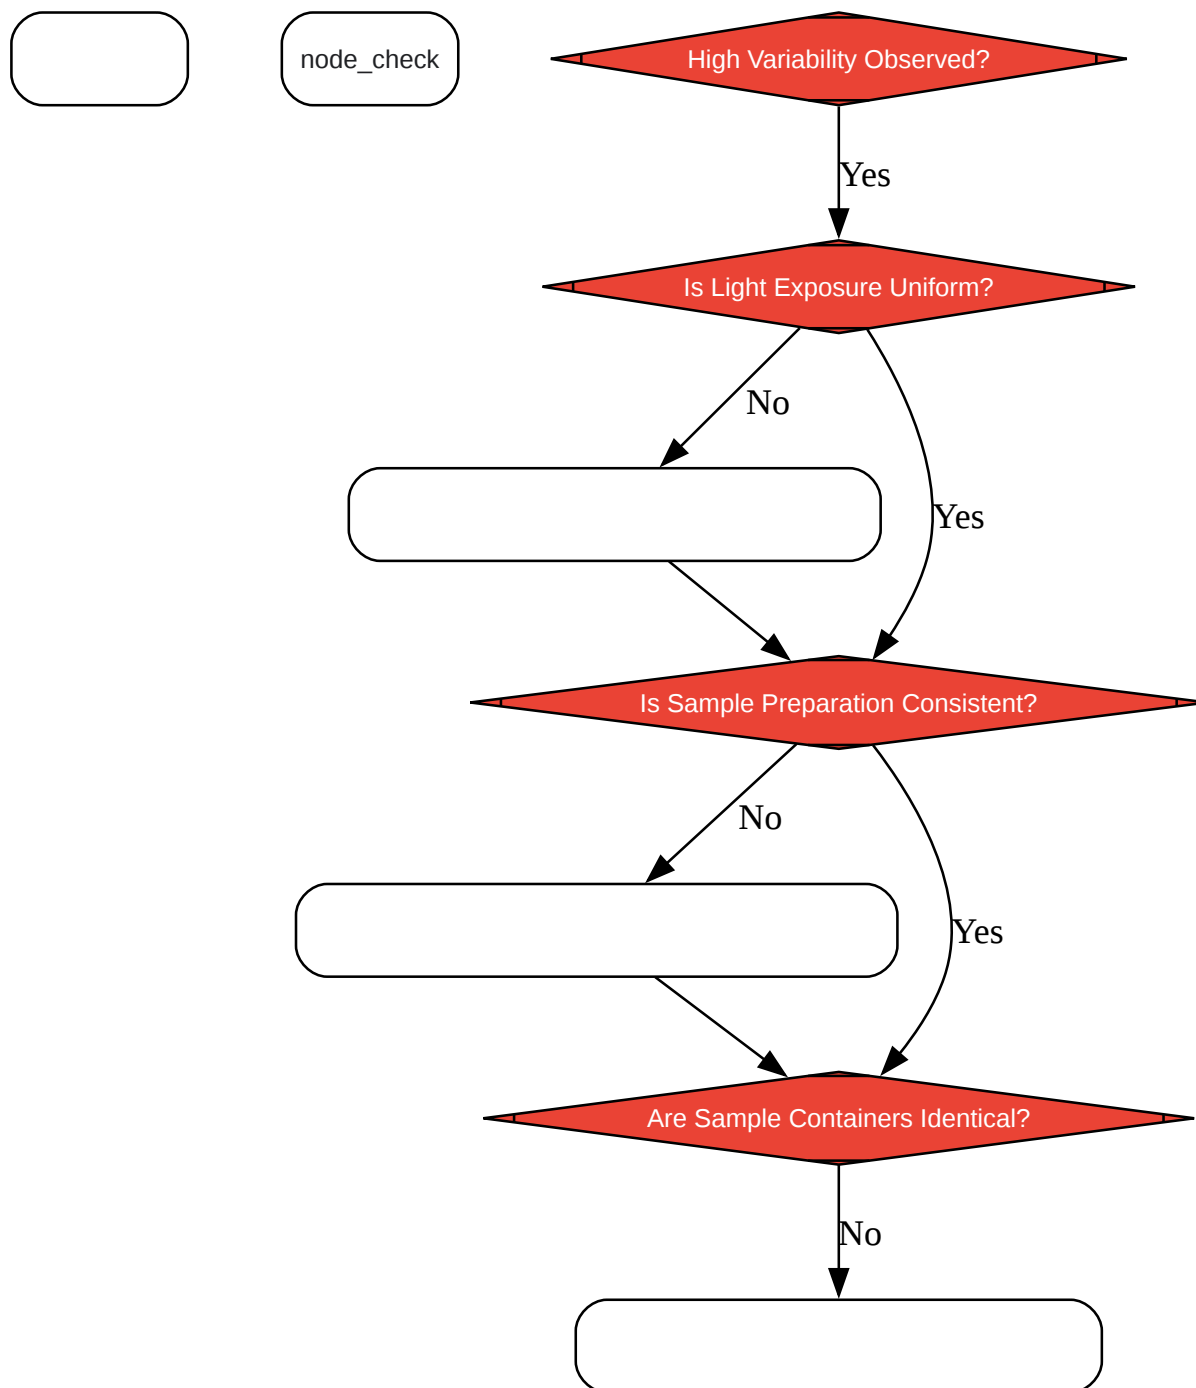 node_check
High Variability Observed?
Yes
Is Light Exposure Uniform?
No
Yes
Is Sample Preparation Consistent?
No
Yes
Are Sample Containers Identical?
No